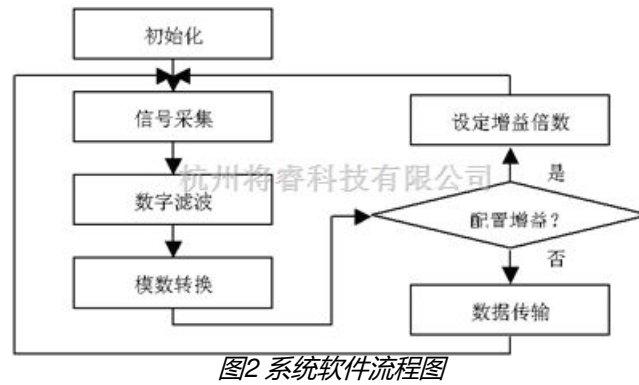 初始化
信号采集
数字滤波
模数转换
设定增益倍数
是
配置增益？
否
数据传输
杭州将睿科技有限公司
图2 系统软件流程图